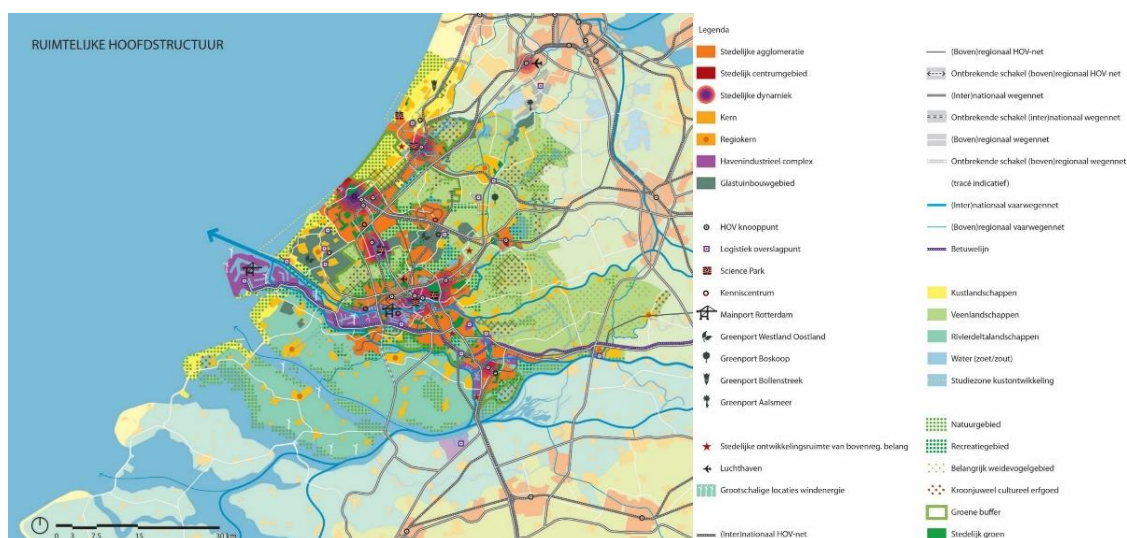 RUIMTELIJKE HOOFDSTRUCTUUR
0 3 7.5 15 30 km
Legenda
Stedelijke agglomeratie
Stedelijk centrumgebied
Stedelijke dynamiek
Kern
Regiokern
Havenindustrieel complex
Glastuinbouwgebied
HOV knooppunt
Logistiek overslagpunt
Science Park
Kenniscentrum
Mainport Rotterdam
Greenport Westland Oostland
Greenport Boskoop
Greenport Bollenstreek
Greenport Aalsmeer
Stedelijke ontwikkelingsruimte van bovenreg. belang
Luchthaven
Grootschalige locaties windenergie
(Inter)nationaal HOV-net
(Boven)regionaal HOV-net
Ontbrekende schakel (boven)regionaal HOV-net
(Inter)nationaal wegennet
Ontbrekende schakel (inter)nationaal wegennet
(Boven)regionaal wegennet
Ontbrekende schakel (boven)regionaal wegennet
(tracé indicatief)
(Inter)nationaal vaarwegennet
(Boven)regionaal vaarwegennet
Betuwelijn
Kustlandschappen
Veenlandschappen
Rivierdeltalandschappen
Water (zoet/zout)
Studiezone kustontwikkeling
Natuurgebied
Recreatiegebied
Belangrijk weidevogelgebied
Kroonjuweel cultureel erfgoed
Groene buffer
Stedelijk groen